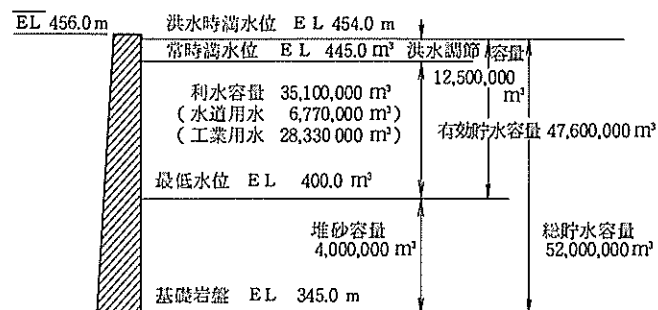 EL 456.0 m
洪水時満水位 EL 454.0 m
常時満水位 EL 445.0 m³ 洪水調節容量
12,500,000 m³
利水容量 35,100,000 m³
(水道用水 6,770,000 m³)
(工業用水 28,330 000 m³)
有効貯水容量 47,600,000 m³
最低水位 EL 400.0 m³
堆砂容量
4,000,000 m³
総貯水容量
52,000,000 m³
基礎岩盤 EL 345.0 m